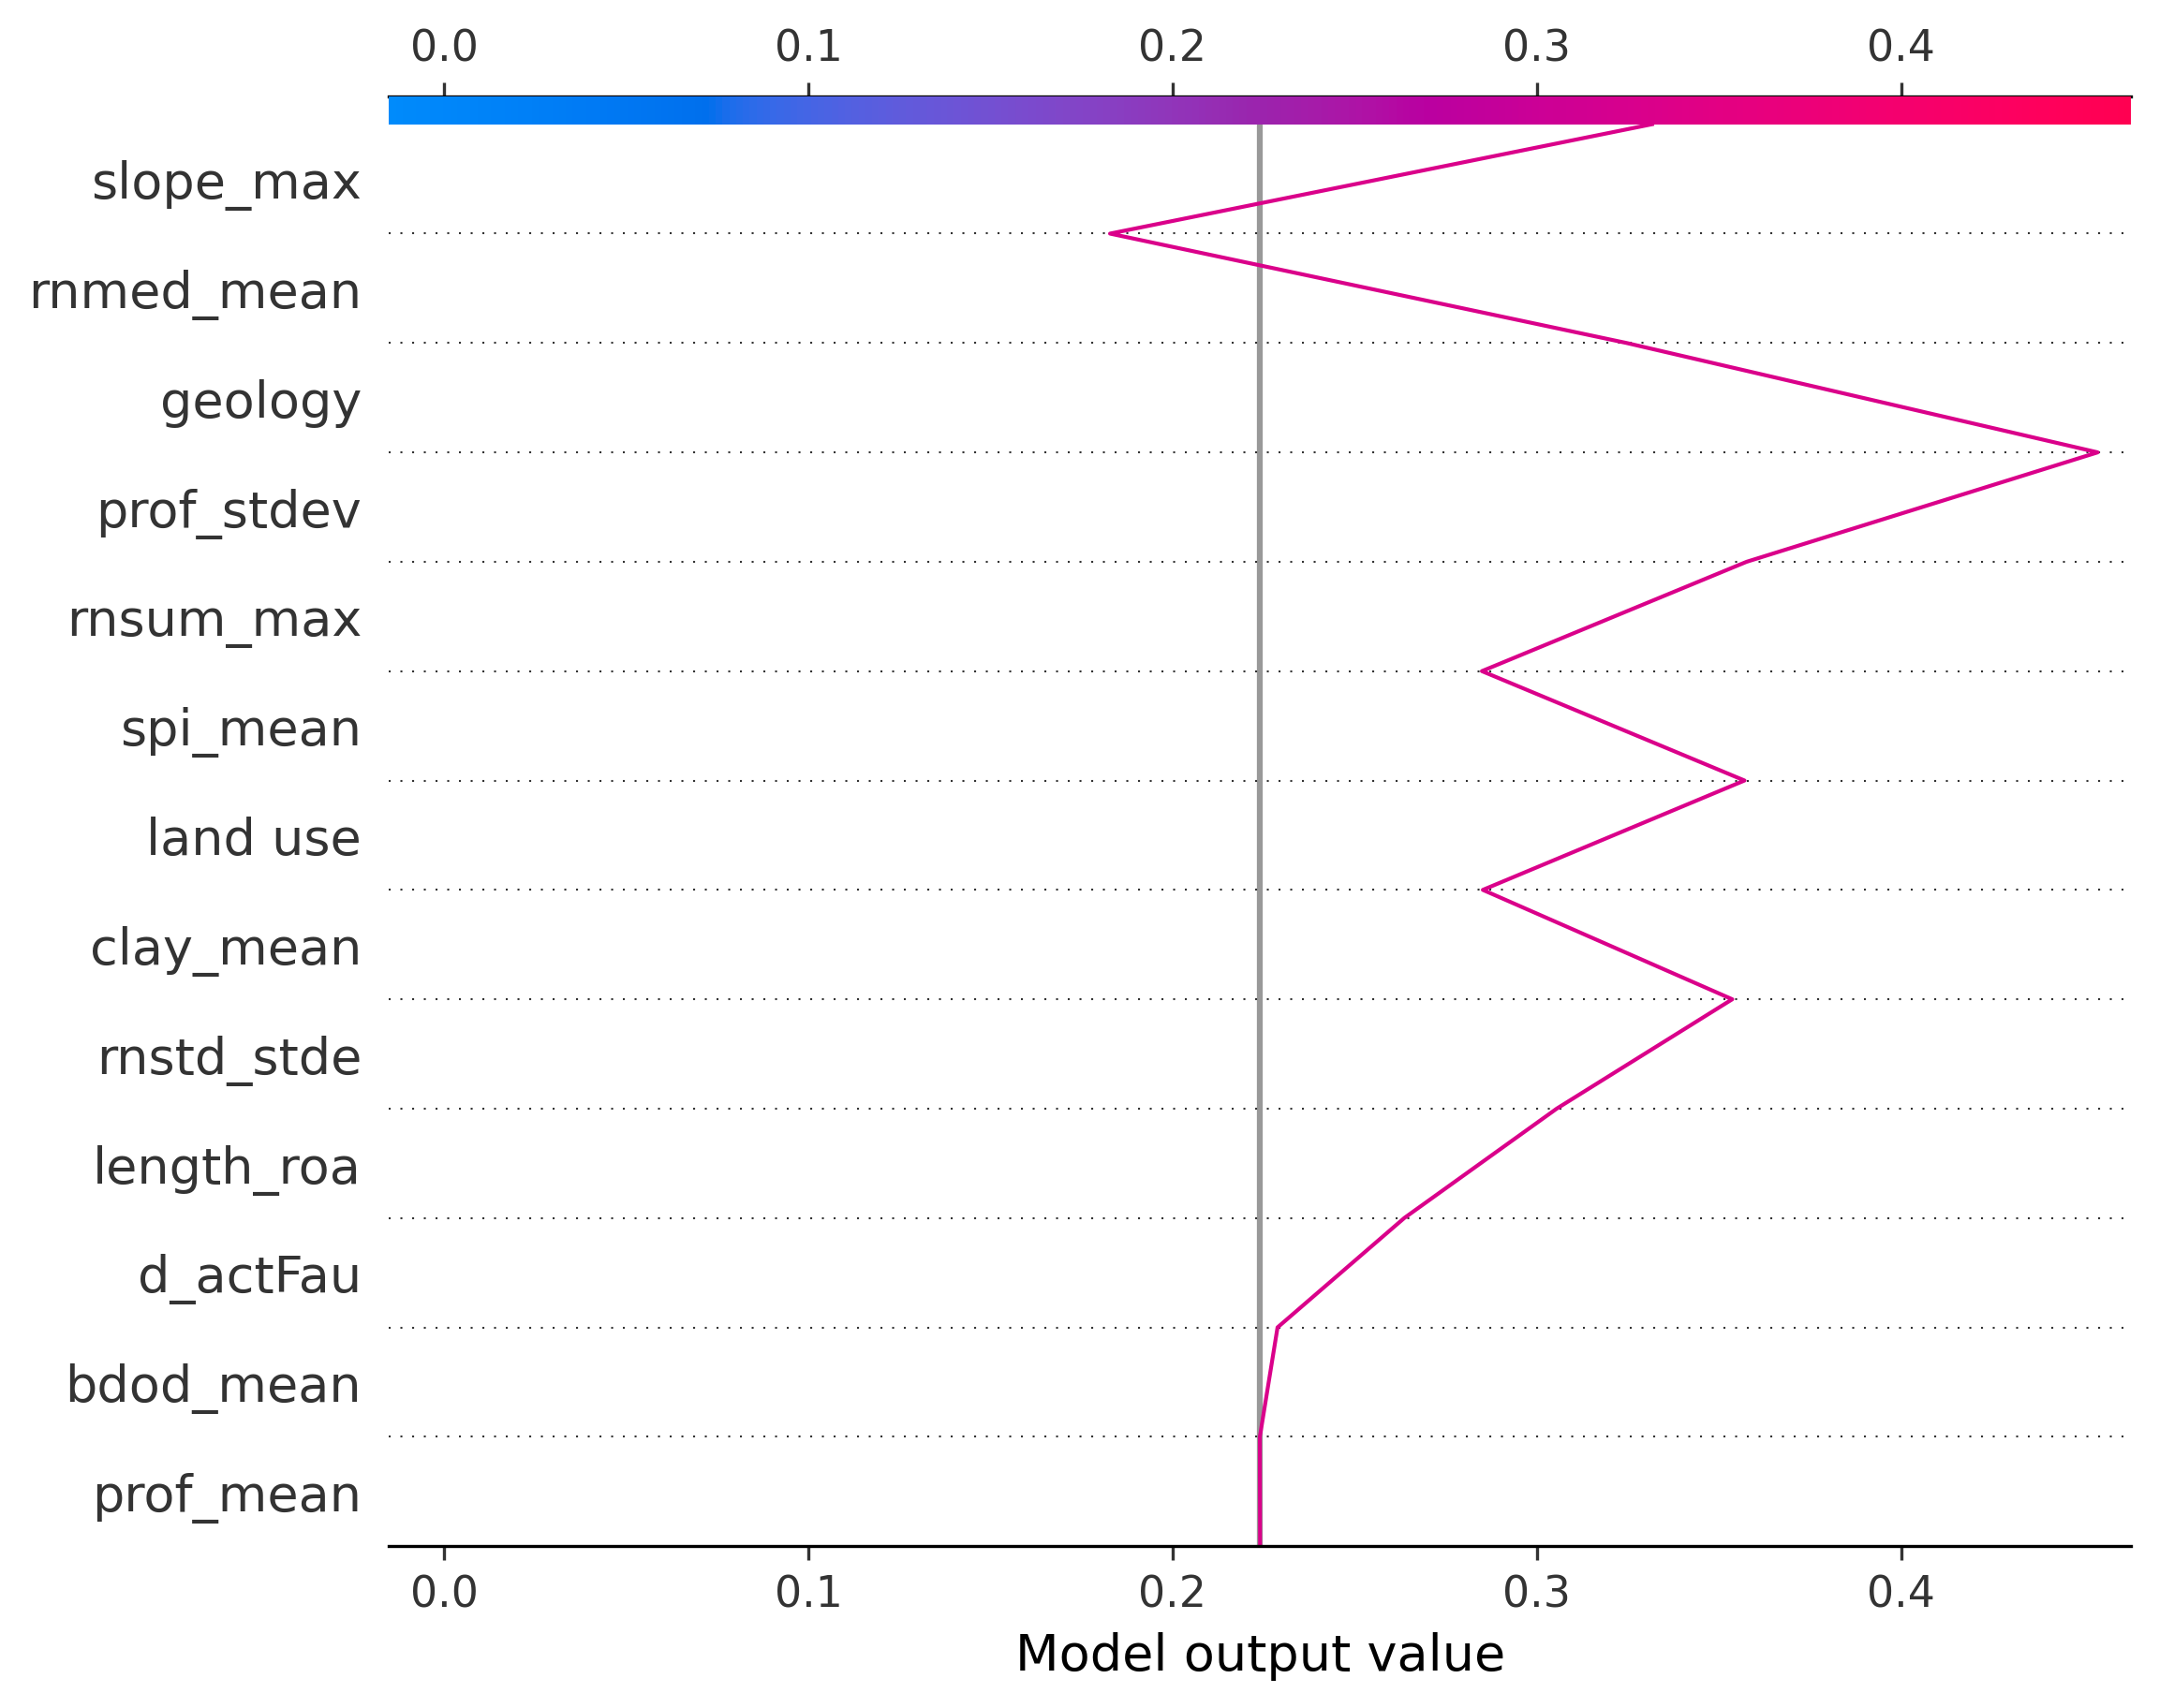 0.0 0.1 0.2 0.3 0.4
slope_max
rnmed_mean
geology
prof_stdev
rnsum_max
spi_mean
land use
clay_mean
rnstd_stde
length_roa
d_actFau
bdod_mean
prof_mean
0.0 0.1 0.2 0.3 0.4
Model output value